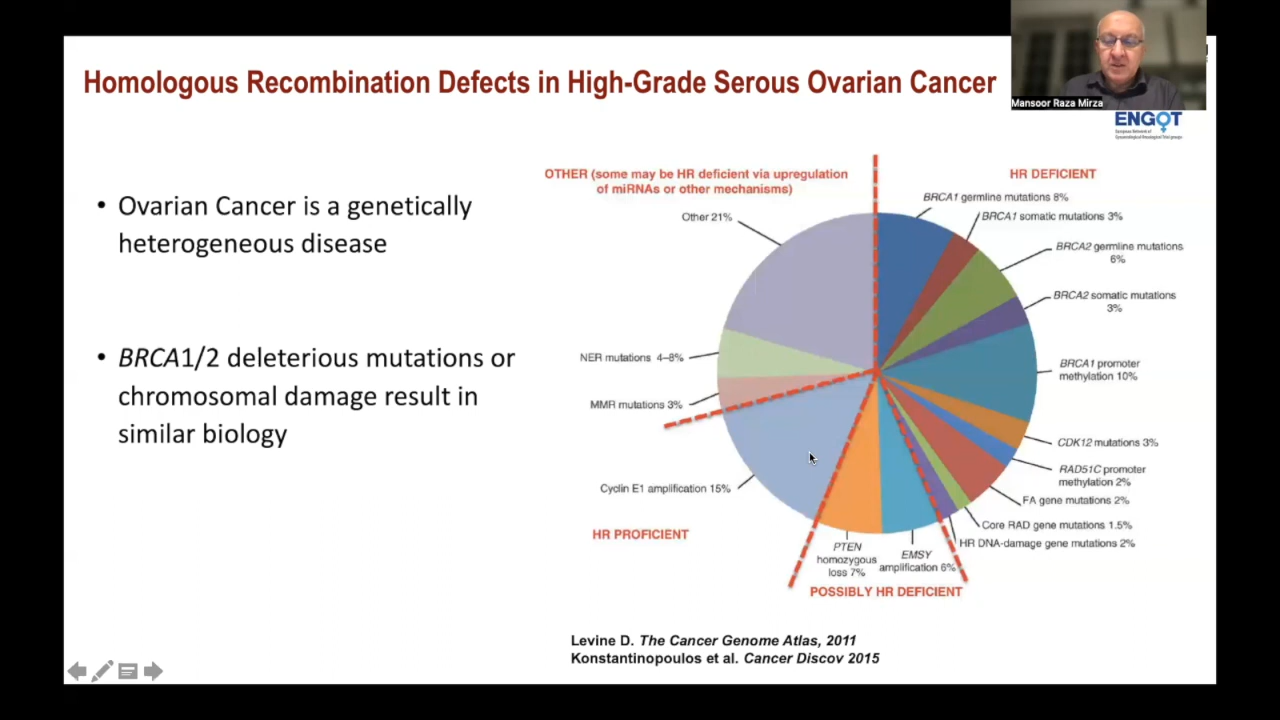 Homologous Recombination Defects in High-Grade Serous Ovarian Cancer
Mansoor Raza Mirza
ENGOT
• Ovarian Cancer is a genetically
heterogeneous disease
• BRCA1/2 deleterious mutations or
chromosomal damage result in
similar biology
OTHER (some may be HR deficient via upregulation
of miRNAs or other mechanisms)
HR DEFICIENT
BRCA1 germline mutations 8%
BRCA1 somatic mutations 3%
BRCA2 germline mutations
6%
BRCA2 somatic mutations
3%
BRCA1 promoter
methylation 10%
CDK12 mutations 3%
RAD51C promoter
methylation 2%
FA gene mutations 2%
Core RAD gene mutations 1.5%
HR DNA-damage gene mutations 2%
EMSY
amplification 6%
PTEN
homozygous
loss 7%
POSSIBLY HR DEFICIENT
HR PROFICIENT
Cyclin E1 amplification 15%
MMR mutations 3%
NER mutations 4–8%
Other 21%
Levine D. The Cancer Genome Atlas, 2011
Konstantinopoulos et al. Cancer Discov 2015